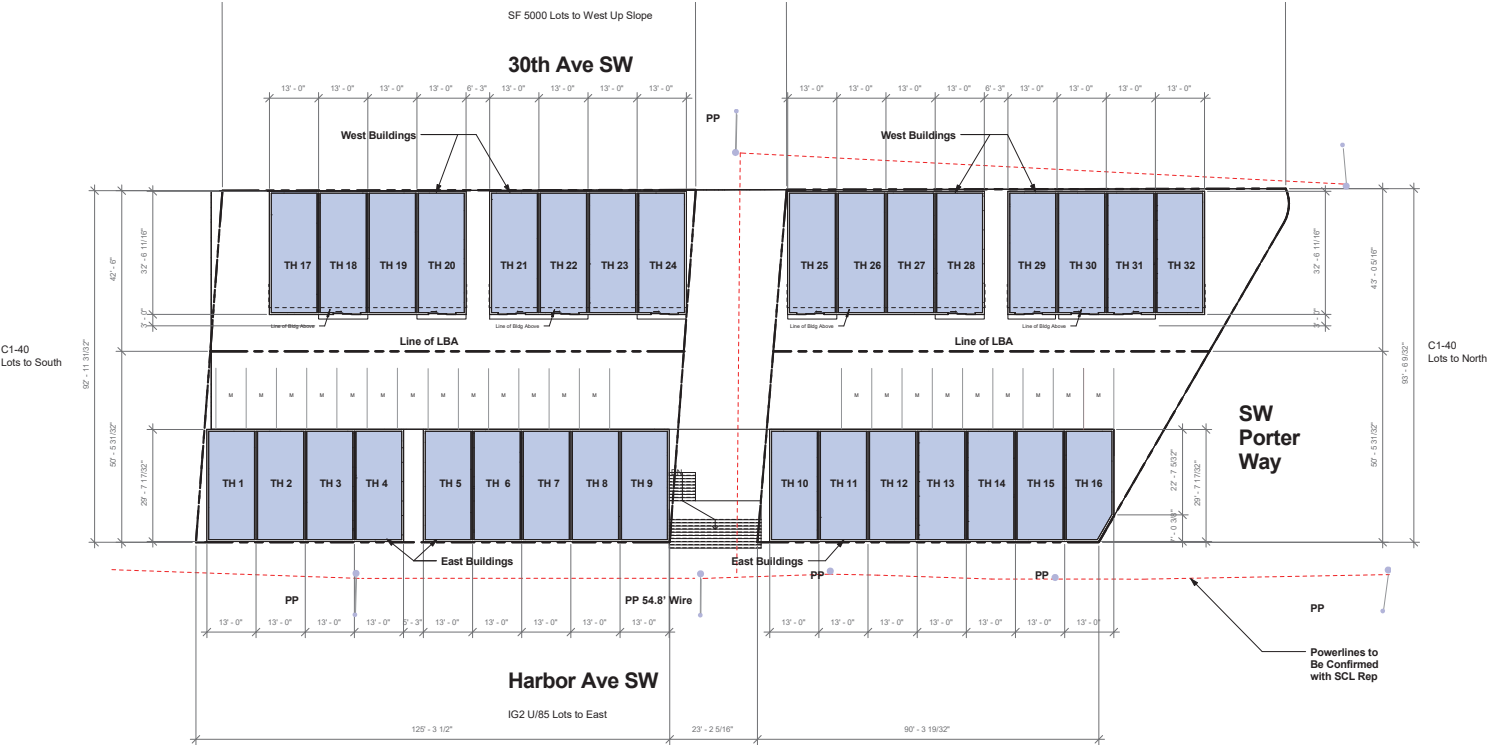 SF 5000 Lots to West Up Slope
30th Ave SW
13' - 0" 13' - 0" 13' - 0" 13' - 0" 6' - 3" 13' - 0" 13' - 0" 13' - 0" 13' - 0" 13' - 0" 13' - 0" 13' - 0" 13' - 0" 6' - 3" 13' - 0" 13' - 0" 13' - 0" 13' - 0"
PP
West Buildings
West Buildings
TH 17 TH 18 TH 19 TH 20 TH 21 TH 22 TH 23 TH 24 TH 25 TH 26 TH 27 TH 28 TH 29 TH 30 TH 31 TH 32
42' - 6"
32' - 6 11/16"
3' - 0"
32' - 6 11/16"
43' - 0 5/16"
3' - 0"
Line of Bldg Above
Line of Bldg Above
Line of Bldg Above
Line of Bldg Above
Line of LBA
Line of LBA
C1-40
Lots to South
C1-40
Lots to North
92' - 11 31/32"
93' - 6 9/32"
M M M M M M M M M M M M M
M M M M M M M M M
SW
Porter
Way
50' - 5 31/32"
29' - 7 17/32"
22' - 7 5/32"
29' - 7 17/32"
50' - 5 31/32"
TH 1 TH 2 TH 3 TH 4 TH 5 TH 6 TH 7 TH 8 TH 9 TH 10 TH 11 TH 12 TH 13 TH 14 TH 15 TH 16
East Buildings
East Buildings
PP
PP
PP
PP 54.8' Wire
PP
13' - 0" 13' - 0" 13' - 0" 13' - 0" 5' - 3" 13' - 0" 13' - 0" 13' - 0" 13' - 0" 13' - 0" 13' - 0" 13' - 0" 13' - 0" 13' - 0" 13' - 0" 13' - 0" 13' - 0"
Powerlines to
Be Confirmed
with SCL Rep
Harbor Ave SW
IG2 U/85 Lots to East
125' - 3 1/2"
23' - 2 5/16"
90' - 3 19/32"